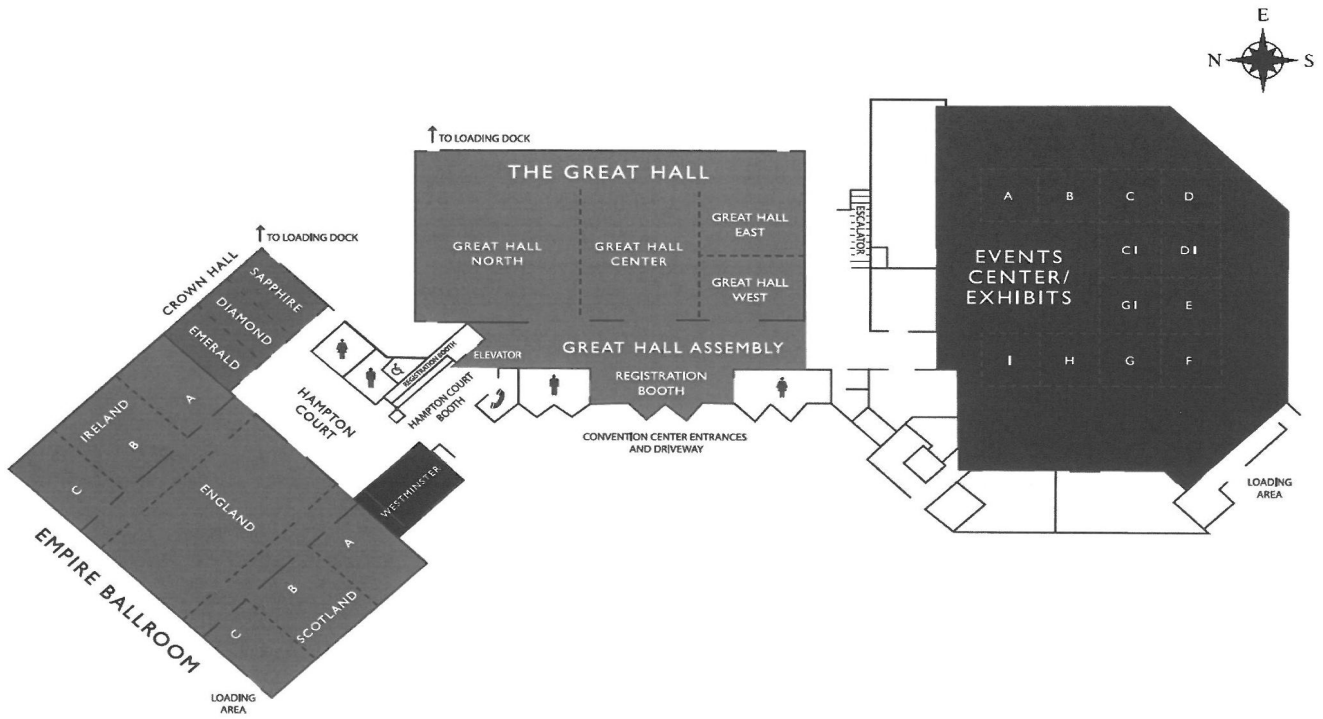 E
N
S
TO LOADING DOCK
THE GREAT HALL
GREAT HALL
NORTH
GREAT HALL
CENTER
GREAT HALL
EAST
GREAT HALL
WEST
GREAT HALL ASSEMBLY
REGISTRATION
BOOTH
ELEVATOR
CONVENTION CENTER ENTRANCES
AND DRIVEWAY
ESCALATOR
EVENTS
CENTER/
EXHIBITS
A
B
C
D
C1
D1
G1
E
I
H
G
F
LOADING
AREA
TO LOADING DOCK
CROWN HALL
SAPPHIRE
DIAMOND
EMERALD
HAMPTON
COURT
REGISTRATION BOOTH
HAMPTON COURT
BOOTH
WESTMINSTER
IRELAND
A
B
C
ENGLAND
A
B
C
SCOTLAND
EMPIRE BALLROOM
LOADING
AREA